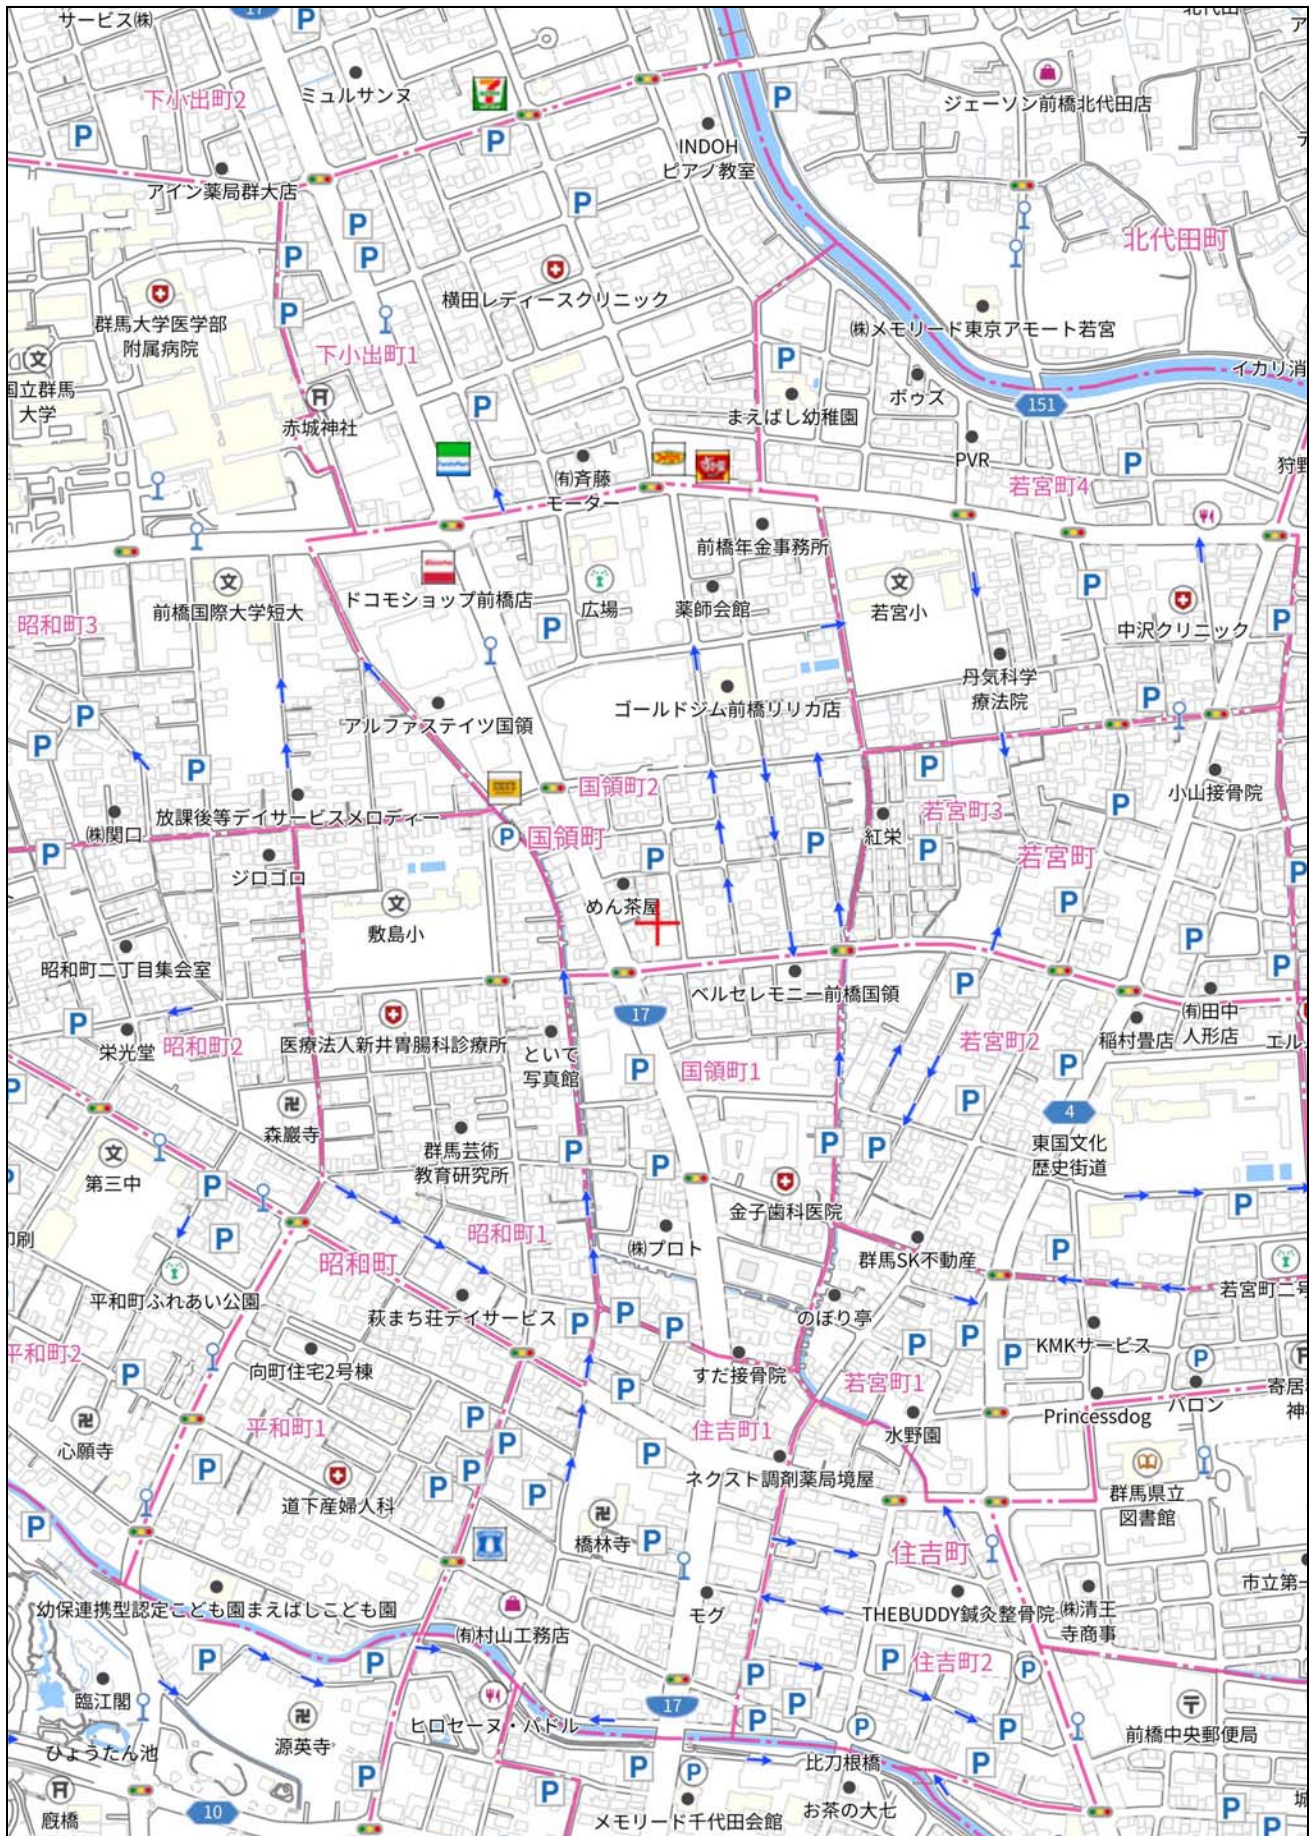 17
サービス㈱
下小出町2
ミュルサンヌ
ジェーソン前橋北代田店
INDOH
ピアノ教室
アイン薬局群大店
北代田町
横田レディースクリニック
群馬大学医学部
附属病院
下小出町1
㈱メモリード東京アモート若宮
国立群馬
大学
イカリ消
ボゥズ
151
まえばし幼稚園
赤城神社
PVR
㈲斉藤
モーター
若宮町4
前橋年金事務所
ドコモショップ前橋店
広場
薬師会館
若宮小
前橋国際大学短大
昭和町3
中沢クリニック
丹気科学
療法院
ゴールドジム前橋リリカ店
アルファステイツ国領
国領町2
小山接骨院
放課後等デイサービスメロディー
㈱関口
国領町
若宮町3
紅栄
若宮町
ジロゴロ
めん茶屋
敷島小
昭和町二丁目集会室
ベルセレモニー前橋国領
17
㈲田中
人形店
稲村畳店
エル
栄光堂
昭和町2
医療法人新井胃腸科診療所
といで
写真館
国領町1
若宮町2
4
東国文化
歴史街道
森巖寺
群馬芸術
教育研究所
第三中
金子歯科医院
昭和町1
㈱プロト
群馬SK不動産
昭和町
平和町ふれあい公園
萩まち荘デイサービス
のぼり亭
若宮町二号
KMKサービス
平和町2
向町住宅2号棟
すだ接骨院
若宮町1
寄居
Princessdog
バロン
平和町1
住吉町1
水野園
心願寺
ネクスト調剤薬局境屋
道下産婦人科
群馬県立
図書館
橋林寺
住吉町
市立第一
幼保連携型認定こども園まえばしこども園
モグ
THEBUDDY鍼灸整骨院
㈱清王
寺商事
㈲村山工務店
住吉町2
臨江閣
17
ヒロセーヌ・パドル
前橋中央郵便局
源英寺
ひょうたん池
比刀根橋
10
厩橋
メモリード千代田会館
お茶の大七